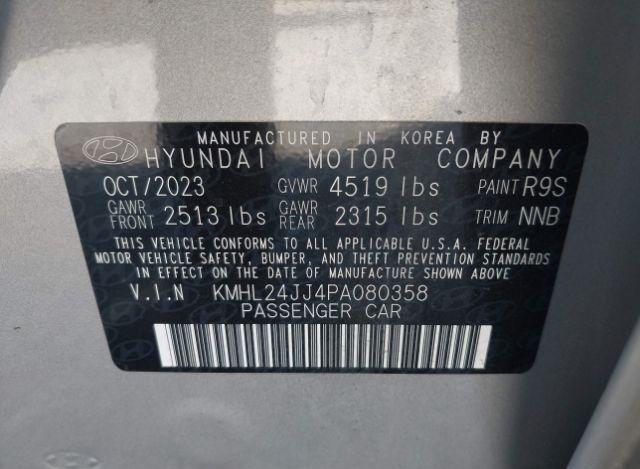 MANUFACTURED IN KOREA BY
HYUNDAI MOTOR COMPANY
OCT/2023 GVWR 4519 lbs PAINT R9S
GAWR FRONT 2513 lbs GAWR REAR 2315 lbs TRIM NNB
THIS VEHICLE CONFORMS TO ALL APPLICABLE U.S.A. FEDERAL
MOTOR VEHICLE SAFETY, BUMPER, AND THEFT PREVENTION STANDARDS
IN EFFECT ON THE DATE OF MANUFACTURE SHOWN ABOVE
V.I.N KMHL24JJ4PA080358
PASSENGER CAR